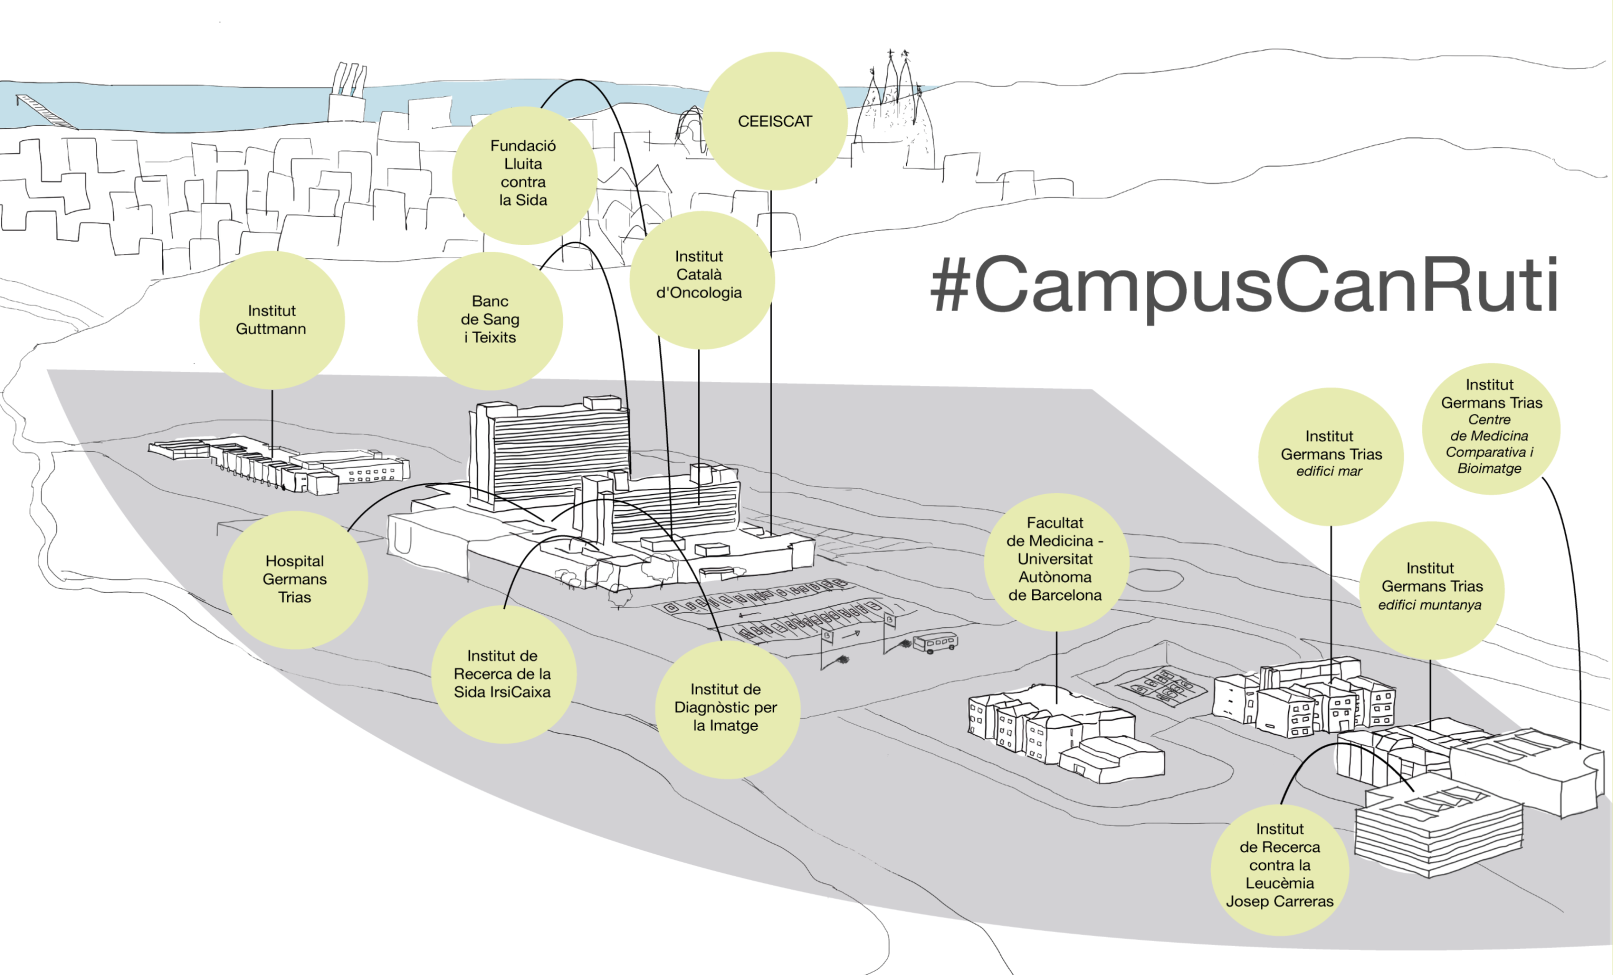 CEEISCAT
Fundació
Lluita
contra
la Sida
Institut
Català
d'Oncologia
Banc
de Sang
i Teixits
Institut
Guttmann
#CampusCanRuti
Institut
Germans Trias
Centre
de Medicina
Comparativa i
Bioimatge
Institut
Germans Trias
edifici mar
Facultat
de Medicina -
Universitat
Autònoma
de Barcelona
Institut
Germans Trias
edifici muntanya
Hospital
Germans
Trias
Institut de
Recerca de la
Sida IrsiCaixa
Institut de
Diagnòstic per
la Imatge
Institut
de Recerca
contra la
Leucèmia
Josep Carreras